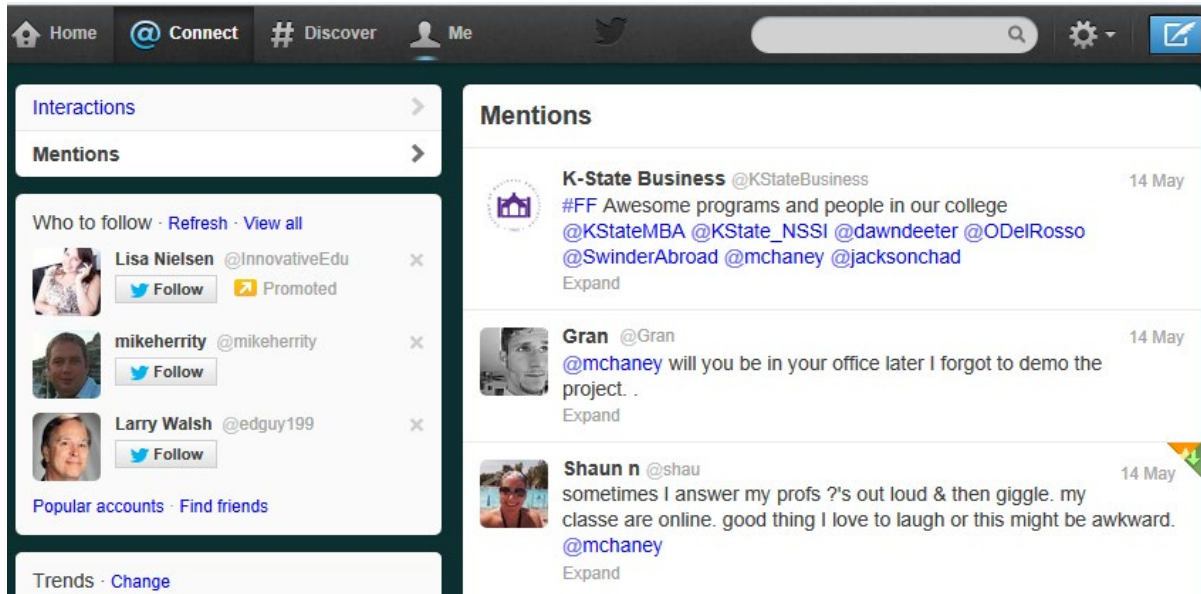 Home @ Connect # Discover Me
Interactions
Mentions
Who to follow · Refresh · View all
Lisa Nielsen @InnovativeEdu
Follow Promoted
mikeherrity @mikeherrity
Follow
Larry Walsh @edguy199
Follow
Popular accounts · Find friends
Trends · Change
Mentions
K-State Business @KStateBusiness 14 May
#FF Awesome programs and people in our college
@KStateMBA @KState_NSSI @dawndeeter @ODelRosso
@SwinderAbroad @mchaney @jacksonchad
Expand
Gran @Gran 14 May
@mchaney will you be in your office later I forgot to demo the
project. .
Expand
Shaun n @shau 14 May
sometimes I answer my profs ?'s out loud & then giggle. my
classe are online. good thing I love to laugh or this might be awkward.
@mchaney
Expand